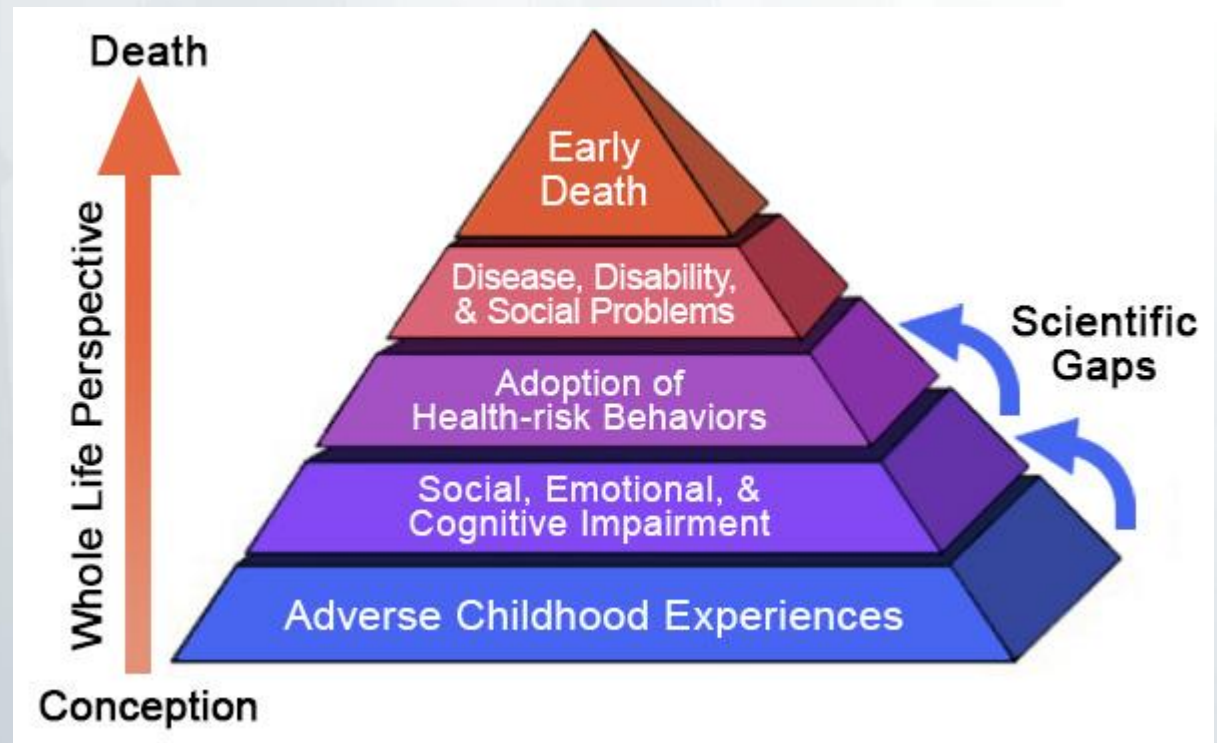 Death
Whole Life Perspective
Conception
Early
Death
Disease, Disability,
& Social Problems
Adoption of
Health-risk Behaviors
Social, Emotional, &
Cognitive Impairment
Adverse Childhood Experiences
Scientific
Gaps